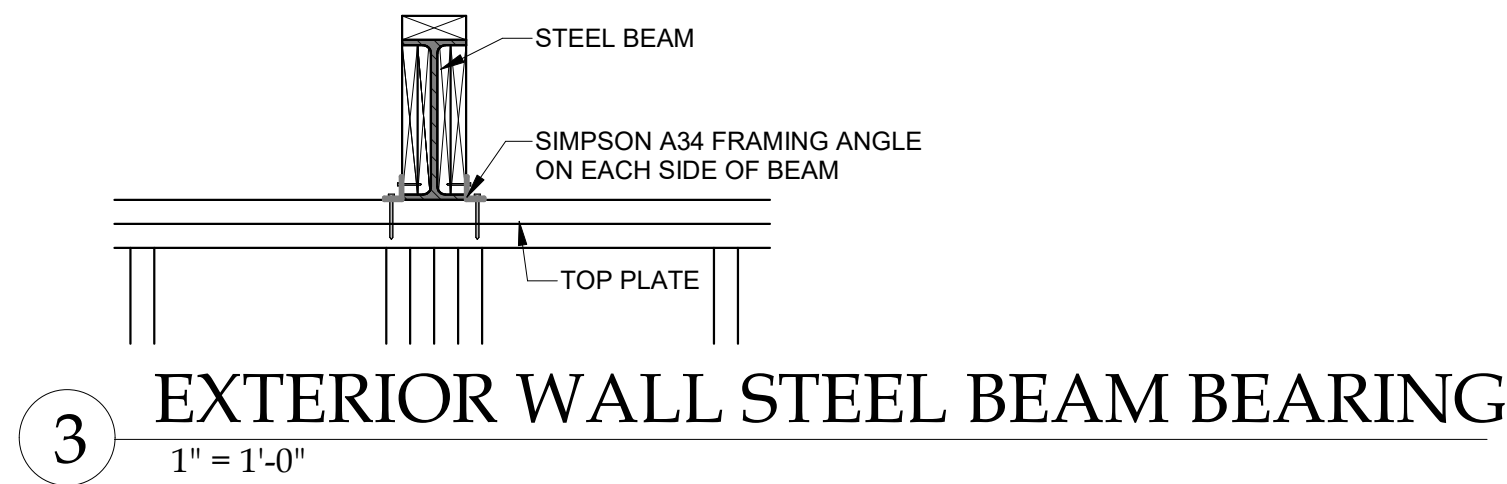 STEEL BEAM
SIMPSON A34 FRAMING ANGLE
ON EACH SIDE OF BEAM
TOP PLATE
3
EXTERIOR WALL STEEL BEAM BEARING
1" = 1'-0"